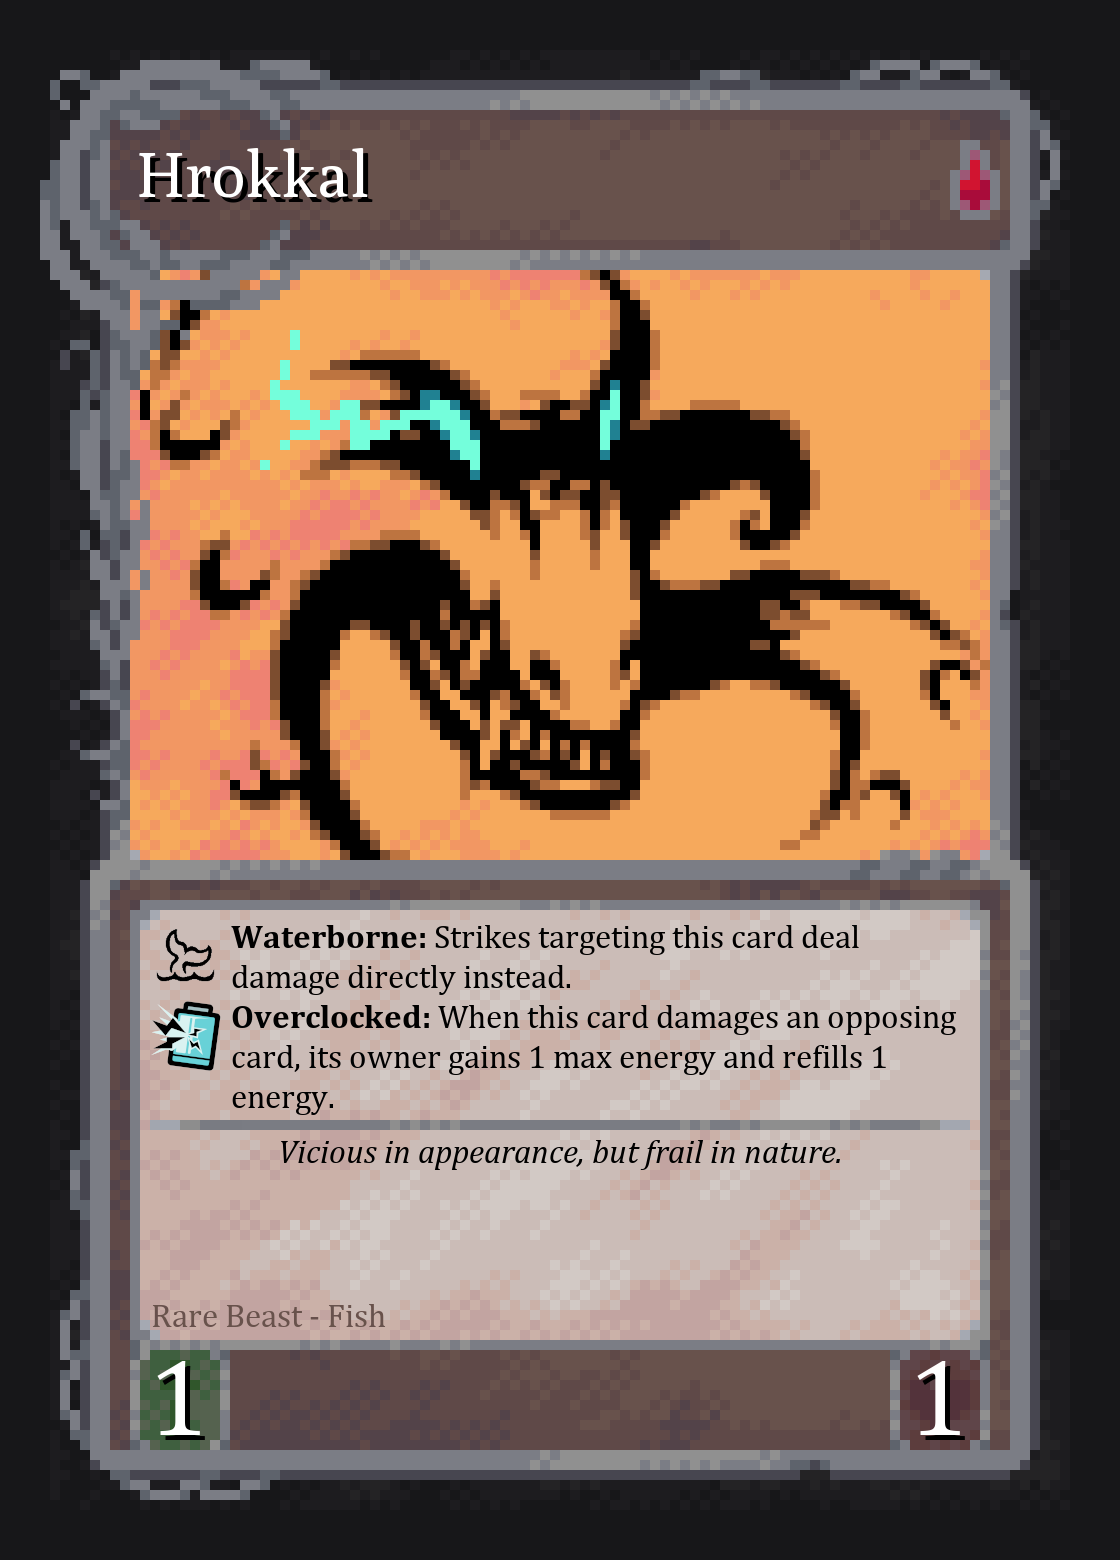 Hrokkal
Waterborne: Strikes targeting this card deal
damage directly instead.
Overclocked: When this card damages an opposing
card, its owner gains 1 max energy and refills 1
energy.
Vicious in appearance, but frail in nature.
Rare Beast - Fish
1
1